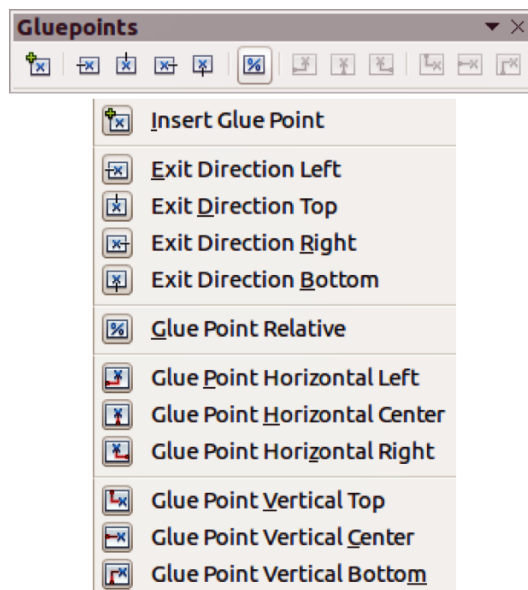 Gluepoints
Insert Glue Point
Exit Direction Left
Exit Direction Top
Exit Direction Right
Exit Direction Bottom
Glue Point Relative
Glue Point Horizontal Left
Glue Point Horizontal Center
Glue Point Horizontal Right
Glue Point Vertical Top
Glue Point Vertical Center
Glue Point Vertical Bottom